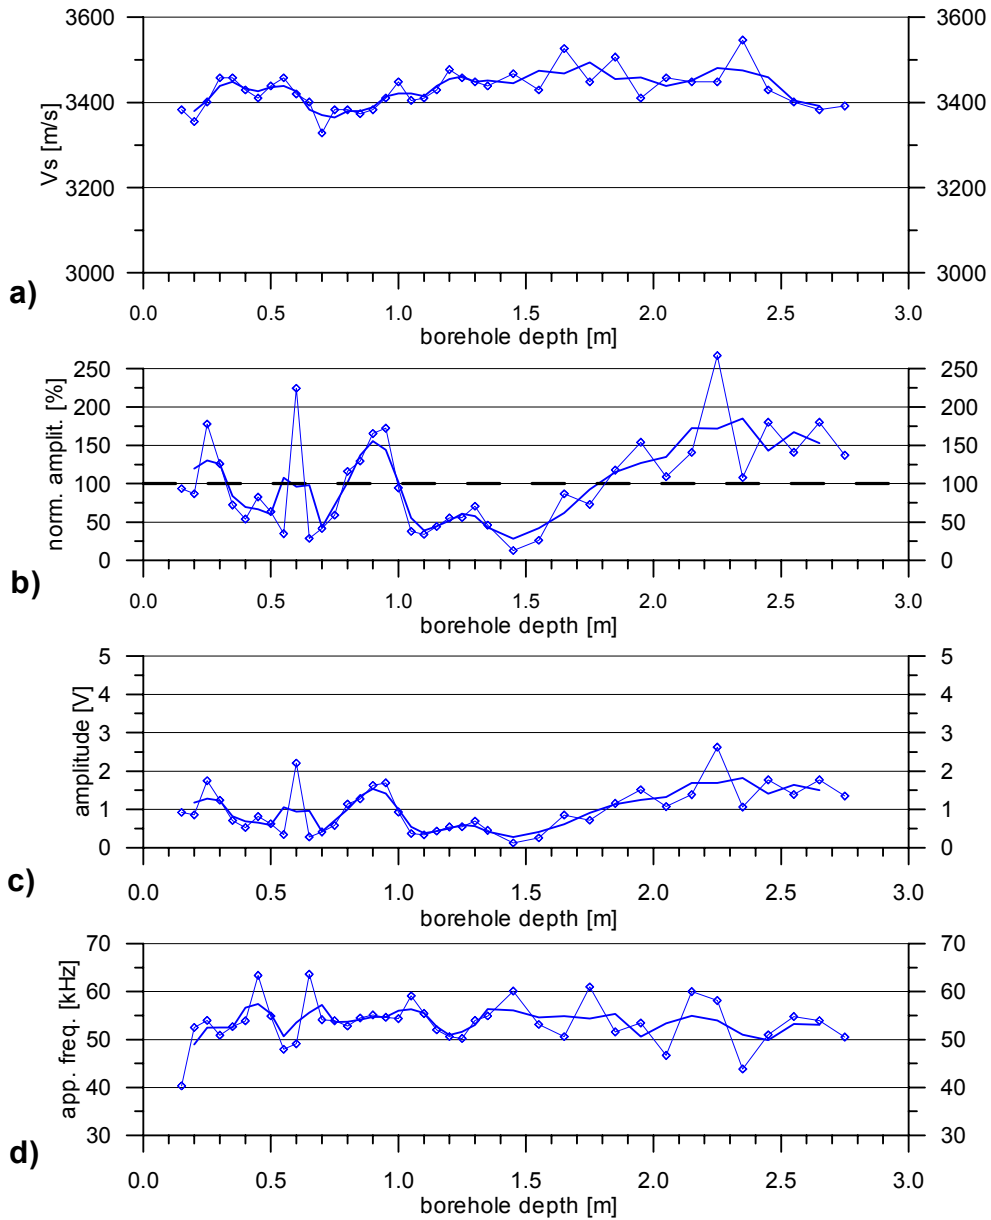 3600 3600
3400 3400
3200 3200
3000 3000
Vs [m/s]
a)
0.0 0.5 1.0 1.5 2.0 2.5 3.0
borehole depth [m]
250 250
200 200
150 150
100 100
50 50
0 0
norm. amplit. [%]
b)
0.0 0.5 1.0 1.5 2.0 2.5 3.0
borehole depth [m]
5 5
4 4
3 3
2 2
1 1
0 0
amplitude [V]
c)
0.0 0.5 1.0 1.5 2.0 2.5 3.0
borehole depth [m]
70 70
60 60
50 50
40 40
30 30
app. freq. [kHz]
d)
0.0 0.5 1.0 1.5 2.0 2.5 3.0
borehole depth [m]